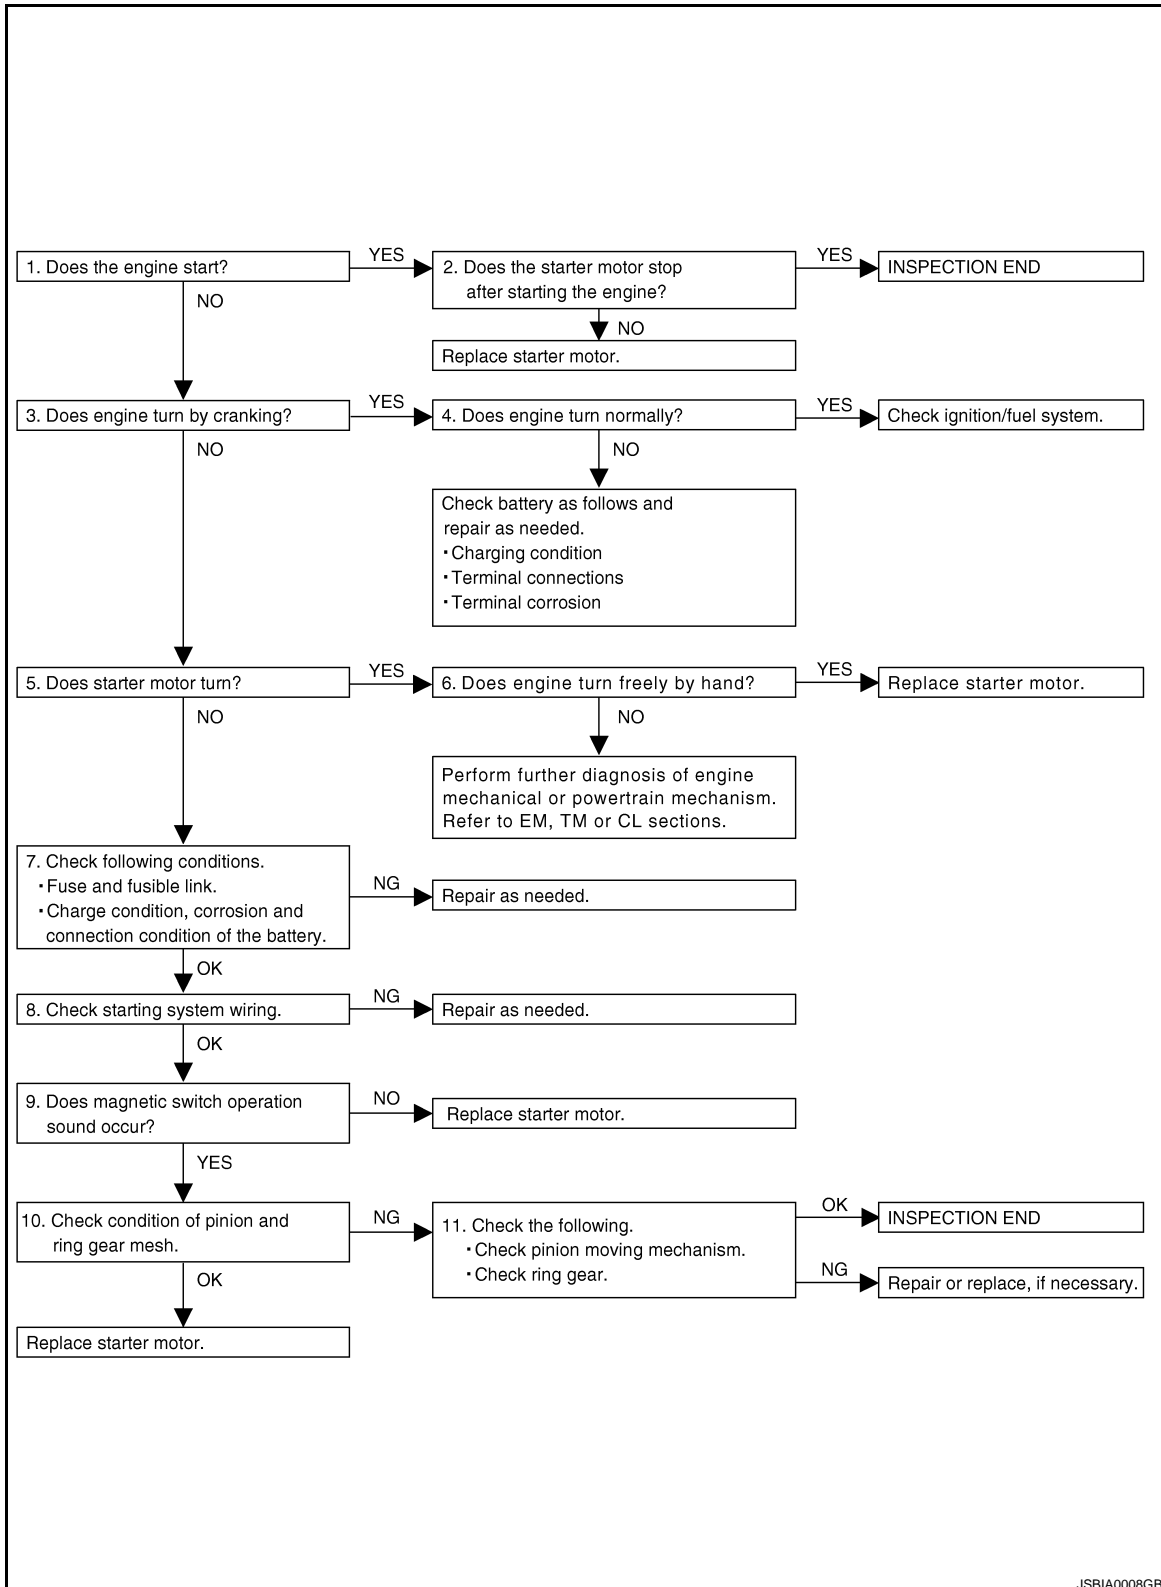 1. Does the engine start?
YES
2. Does the starter motor stop
after starting the engine?
YES
INSPECTION END
NO
NO
Replace starter motor.
3. Does engine turn by cranking?
YES
4. Does engine turn normally?
YES
Check ignition/fuel system.
NO
NO
Check battery as follows and
repair as needed.
・Charging condition
・Terminal connections
・Terminal corrosion
5. Does starter motor turn?
YES
6. Does engine turn freely by hand?
YES
Replace starter motor.
NO
NO
Perform further diagnosis of engine
mechanical or powertrain mechanism.
Refer to EM, TM or CL sections.
7. Check following conditions.
・Fuse and fusible link.
・Charge condition, corrosion and
connection condition of the battery.
NG
Repair as needed.
OK
8. Check starting system wiring.
NG
Repair as needed.
OK
9. Does magnetic switch operation
sound occur?
NO
Replace starter motor.
YES
10. Check condition of pinion and
ring gear mesh.
NG
11. Check the following.
・Check pinion moving mechanism.
・Check ring gear.
OK
INSPECTION END
NG
Repair or replace, if necessary.
OK
Replace starter motor.
JSBIA0008GB